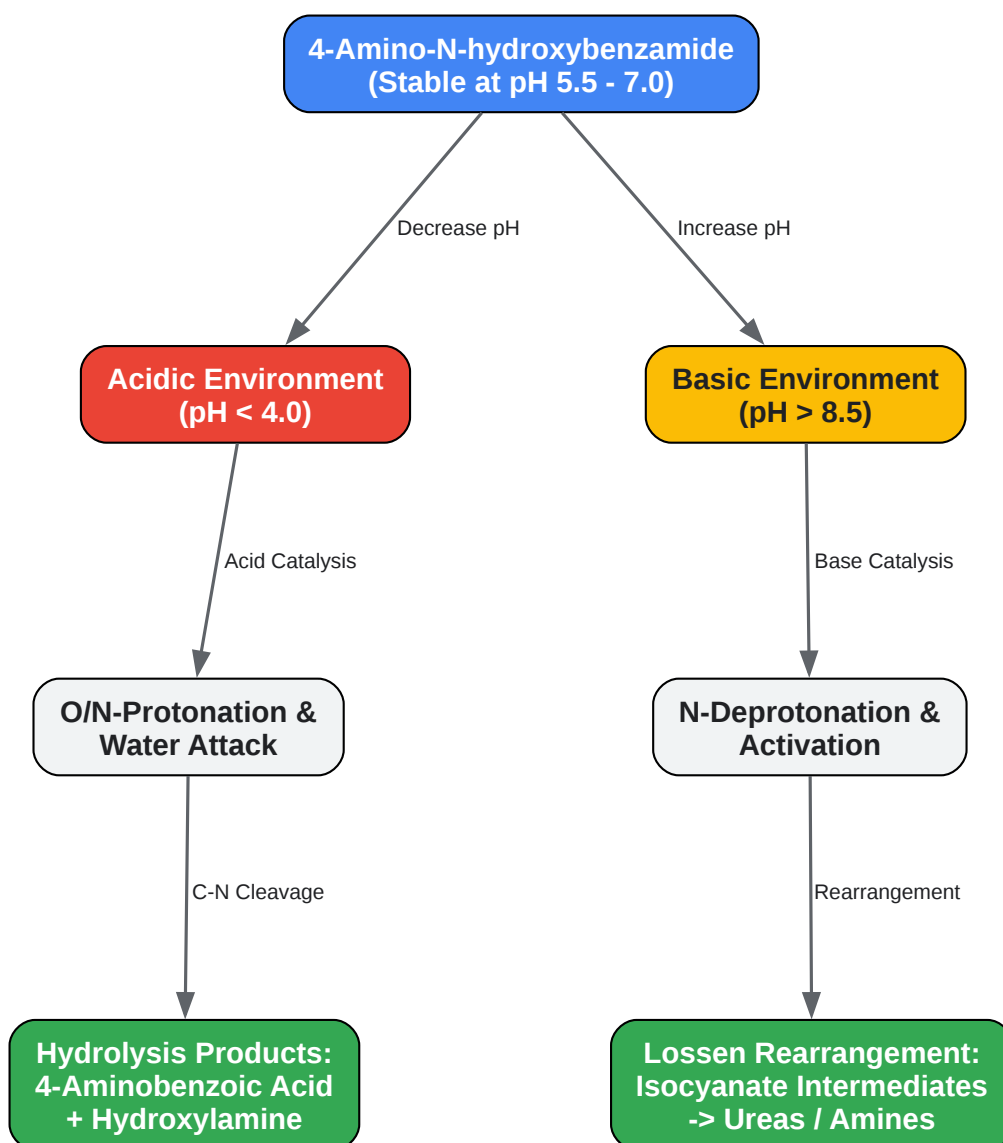 4-Amino-N-hydroxybenzamide
(Stable at pH 5.5 - 7.0)
Decrease pH
Increase pH
Acidic Environment
(pH < 4.0)
Basic Environment
(pH > 8.5)
Acid Catalysis
Base Catalysis
O/N-Protonation &
Water Attack
N-Deprotonation &
Activation
C-N Cleavage
Rearrangement
Hydrolysis Products:
4-Aminobenzoic Acid
+ Hydroxylamine
Lossen Rearrangement:
Isocyanate Intermediates
-> Ureas / Amines